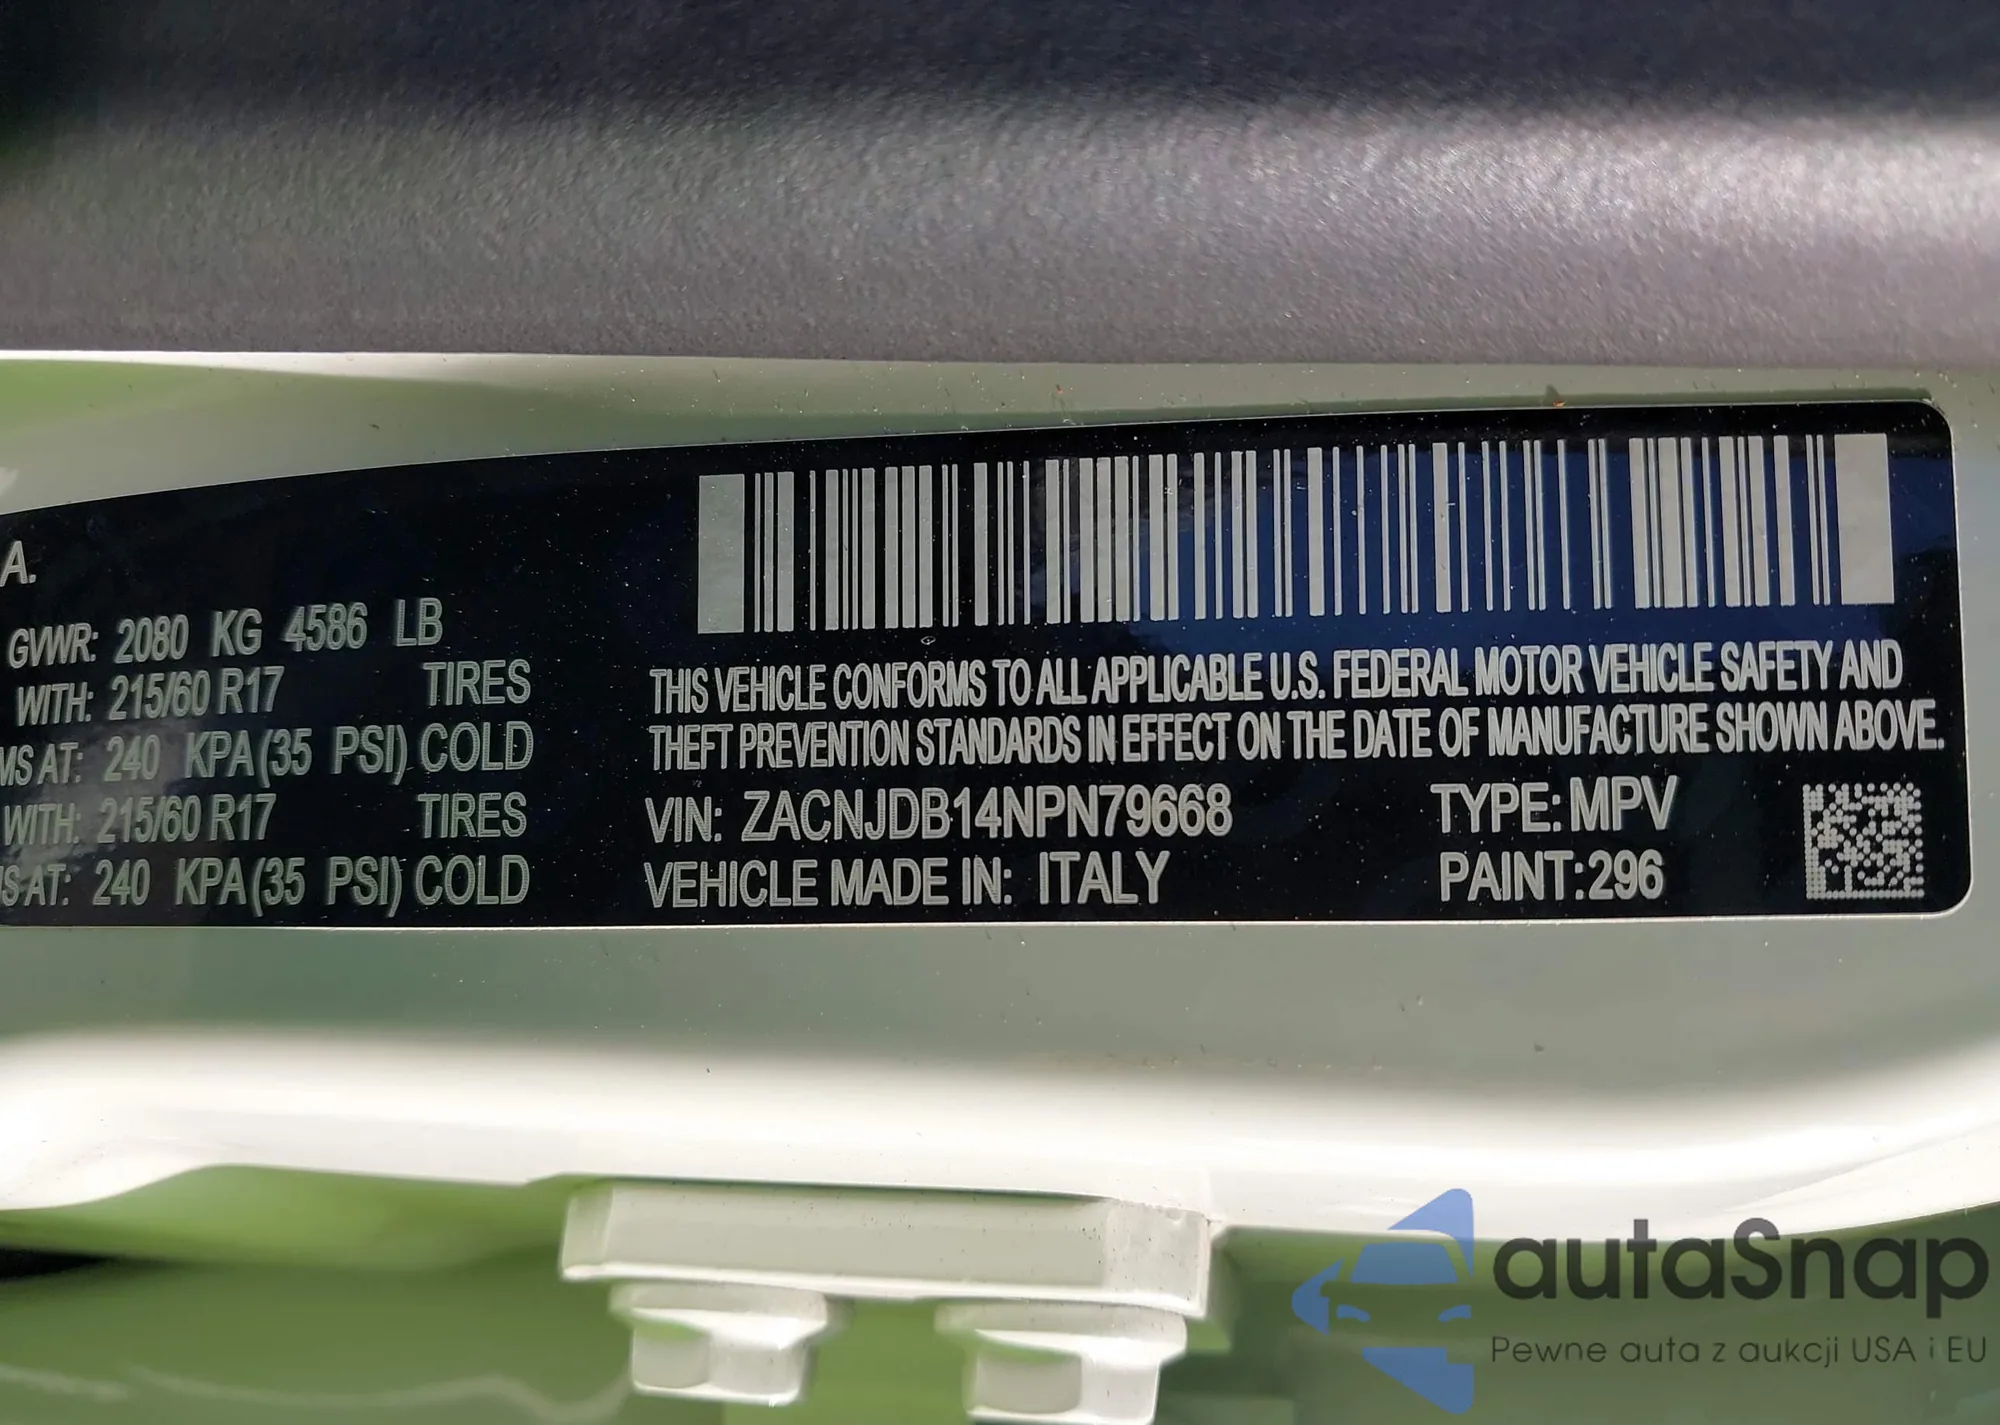 A.
GVWR: 2080 KG 4586 LB
WITH: 215/60 R17 TIRES
MS AT: 240 KPA(35 PSI) COLD
WITH: 215/60 R17 TIRES
S AT: 240 KPA(35 PSI) COLD
THIS VEHICLE CONFORMS TO ALL APPLICABLE U.S. FEDERAL MOTOR VEHICLE SAFETY AND
THEFT PREVENTION STANDARDS IN EFFECT ON THE DATE OF MANUFACTURE SHOWN ABOVE.
VIN: ZACNJDB14NPN79668 TYPE: MPV
VEHICLE MADE IN: ITALY PAINT: 296
autaSnap
Pewne auta z aukcji USA i EU